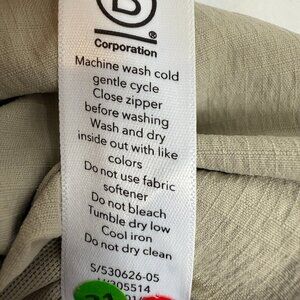 B
Corporation
Machine wash cold
gentle cycle
Close zipper
before washing
Wash and dry
inside out with like
colors
Do not use fabric
softener
Do not bleach
Tumble dry low
Cool iron
Do not dry clean
S/530626-05